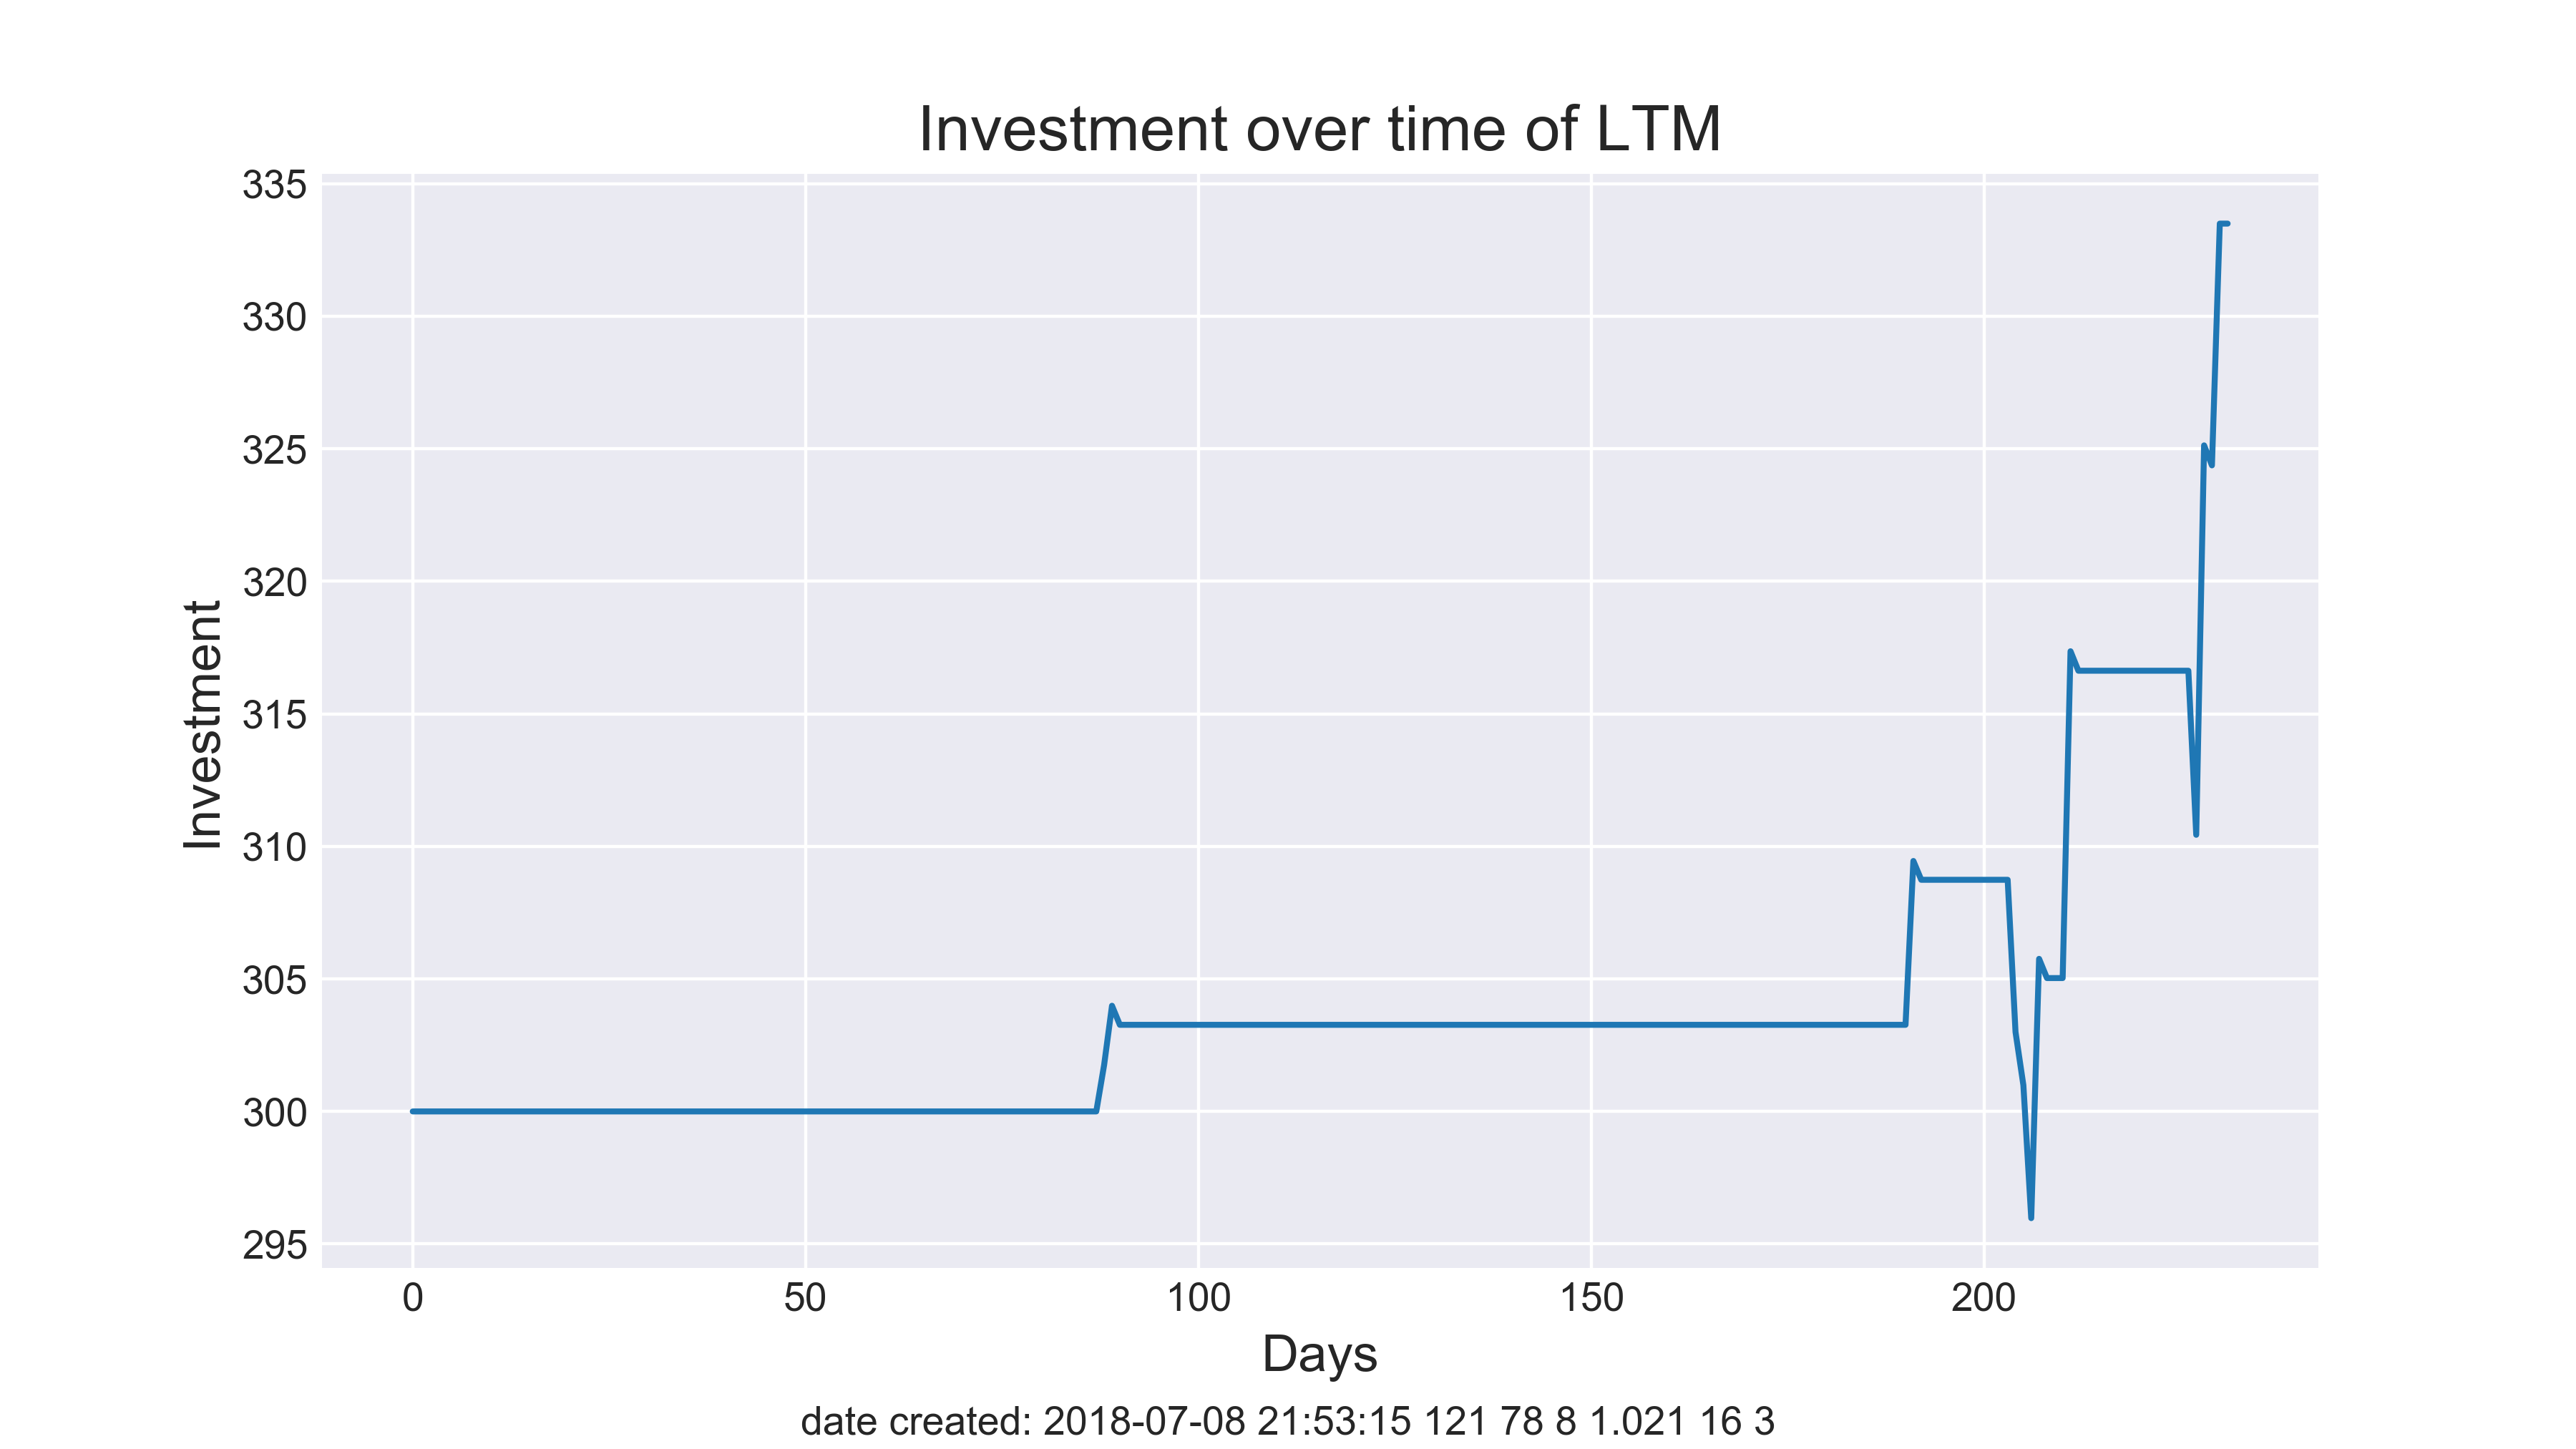 Investment over time of LTM
335
330
325
320
315
310
305
300
295
Investment
0 50 100 150 200
Days
date created: 2018-07-08 21:53:15 121 78 8 1.021 16 3